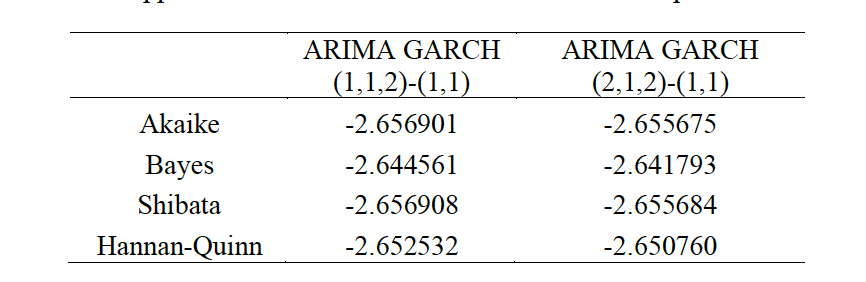 ARIMA GARCH ARIMA GARCH
(1,1,2)-(1,1) (2,1,2)-(1,1)
Akaike -2.656901 -2.655675
Bayes -2.644561 -2.641793
Shibata -2.656908 -2.655684
Hannan-Quinn -2.652532 -2.650760